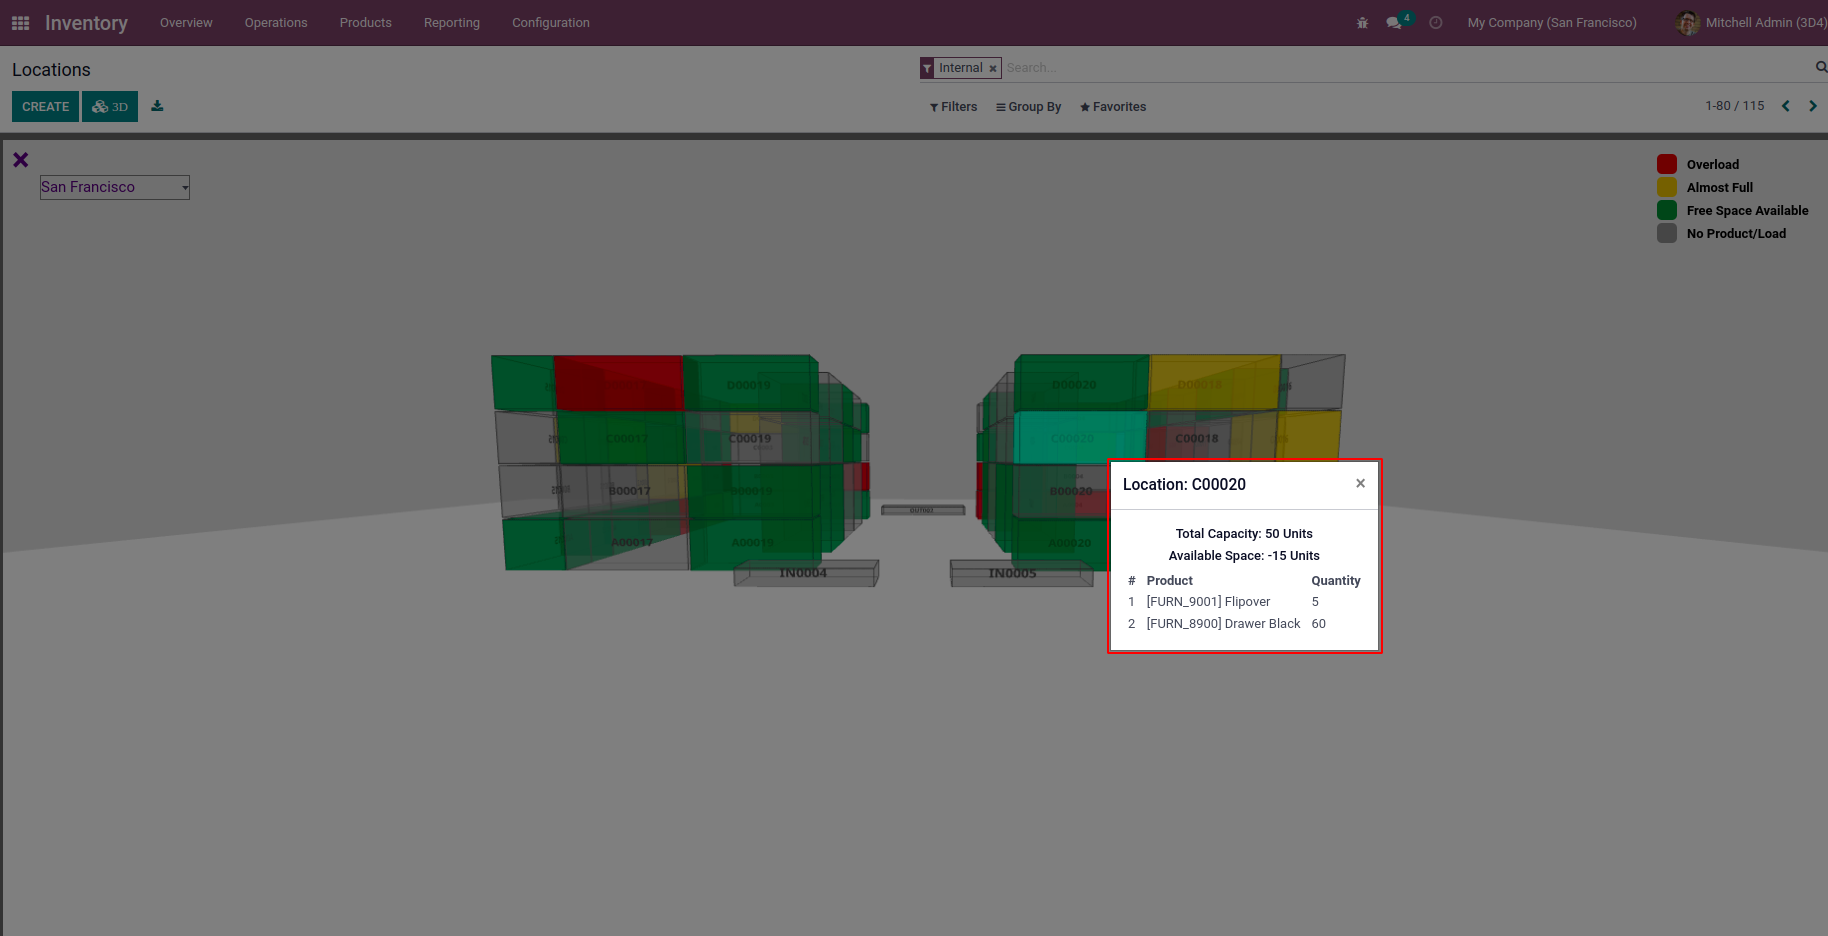 Inventory Overview Operations Products Reporting Configuration 4 My Company (San Francisco) Mitchell Admin (3D4)
Locations
Internal × Search...
CREATE 3D
Filters Group By Favorites 1-80 / 115
San Francisco
Overload
Almost Full
Free Space Available
No Product/Load
D00019 D00020 D00018
C00017 C00019 C00020 C00018
B00017 B00019 B00020
A00017 A00019 A00020
IN0004 IN0005
Location: C00020 ×
Total Capacity: 50 Units
Available Space: -15 Units
# Product Quantity
1 [FURN_9001] Flipover 5
2 [FURN_8900] Drawer Black 60